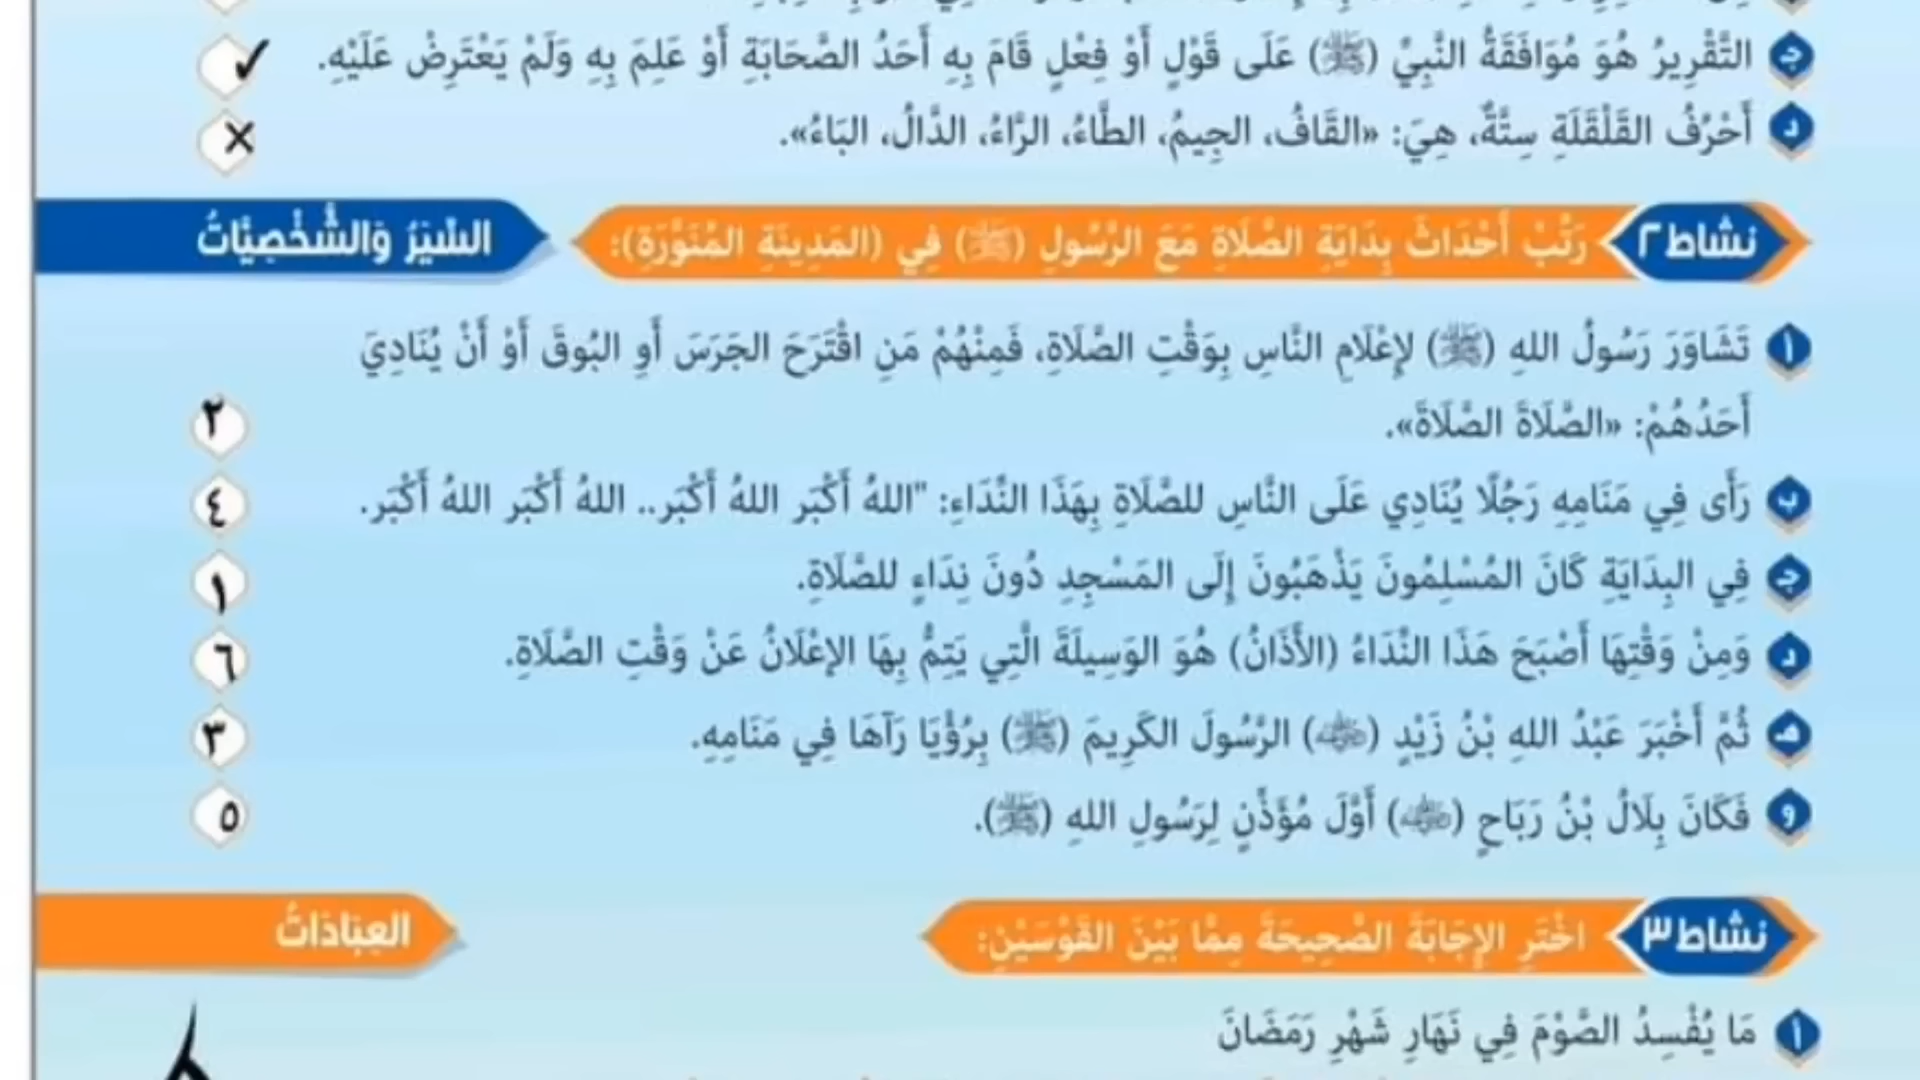 ج التَّقْرِيرُ هُوَ مُوَافَقَةُ النَّبِيِّ (ﷺ) عَلَى قَوْلٍ أَوْ فِعْلٍ قَامَ بِهِ أَحَدُ الصَّحَابَةِ أَوْ عَلِمَ بِهِ وَلَمْ يَعْتَرِضْ عَلَيْهِ. ✓
د أَحْرُفُ القَلْقَلَةِ سِتَّةٌ، هِيَ: «القَافُ، الجِيمُ، الطَّاءُ، الرَّاءُ، الدَّالُ، البَاءُ». ×
نشاط ٢ رَتِّبْ أَحْدَاثَ بِدَايَةِ الصَّلَاةِ مَعَ الرَّسُولِ (ﷺ) فِي (المَدِينَةِ المُنَوَّرَةِ): السِّيَرُ وَالشَّخْصِيَّاتُ
أ تَشَاوَرَ رَسُولُ اللهِ (ﷺ) لِإِعْلَامِ النَّاسِ بِوَقْتِ الصَّلَاةِ، فَمِنْهُمْ مَنِ اقْتَرَحَ الجَرَسَ أَوِ البُوقَ أَوْ أَنْ يُنَادِيَ
أَحَدُهُمْ: «الصَّلَاةَ الصَّلَاةَ». ٢
ب رَأَى فِي مَنَامِهِ رَجُلًا يُنَادِي عَلَى النَّاسِ للصَّلَاةِ بِهَذَا النِّدَاءِ: "اللهُ أَكْبَر اللهُ أَكْبَر.. اللهُ أَكْبَر اللهُ أَكْبَر. ٤
ج فِي البِدَايَةِ كَانَ المُسْلِمُونَ يَذْهَبُونَ إِلَى المَسْجِدِ دُونَ نِدَاءٍ للصَّلَاةِ. ١
د وَمِنْ وَقْتِهَا أَصْبَحَ هَذَا النِّدَاءُ (الأَذَانُ) هُوَ الوَسِيلَةَ الَّتِي يَتِمُّ بِهَا الإِعْلَانُ عَنْ وَقْتِ الصَّلَاةِ. ٦
هـ ثُمَّ أَخْبَرَ عَبْدُ اللهِ بْنُ زَيْدٍ (رضي الله عنه) الرَّسُولَ الكَرِيمَ (ﷺ) بِرُؤْيَا رَآهَا فِي مَنَامِهِ. ٣
و فَكَانَ بِلَالُ بْنُ رَبَاحٍ (رضي الله عنه) أَوَّلَ مُؤَذِّنٍ لِرَسُولِ اللهِ (ﷺ). ٥
نشاط ٣ اخْتَرِ الإِجَابَةَ الصَّحِيحَةَ مِمَّا بَيْنَ القَوْسَيْنِ: العِبَادَاتُ
أ مَا يُفْسِدُ الصَّوْمَ فِي نَهَارِ شَهْرِ رَمَضَانَ